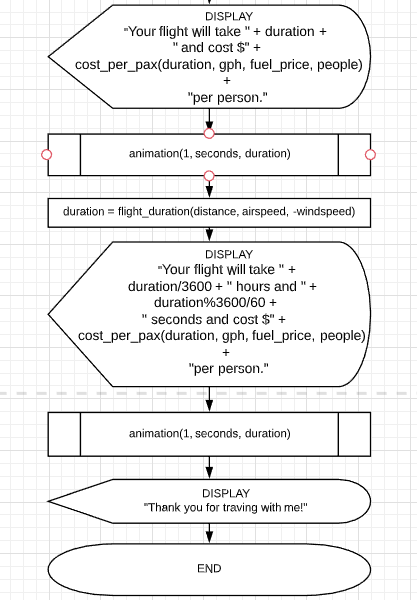 DISPLAY
"Your flight will take " + duration +
" and cost $" +
cost_per_pax(duration, gph, fuel_price, people)
+
"per person."
animation(1, seconds, duration)
duration = flight_duration(distance, airspeed, -windspeed)
DISPLAY
"Your flight will take " +
duration/3600 + " hours and " +
duration%3600/60 +
" seconds and cost $" +
cost_per_pax(duration, gph, fuel_price, people)
+
"per person."
animation(1, seconds, duration)
DISPLAY
"Thank you for traving with me!"
END